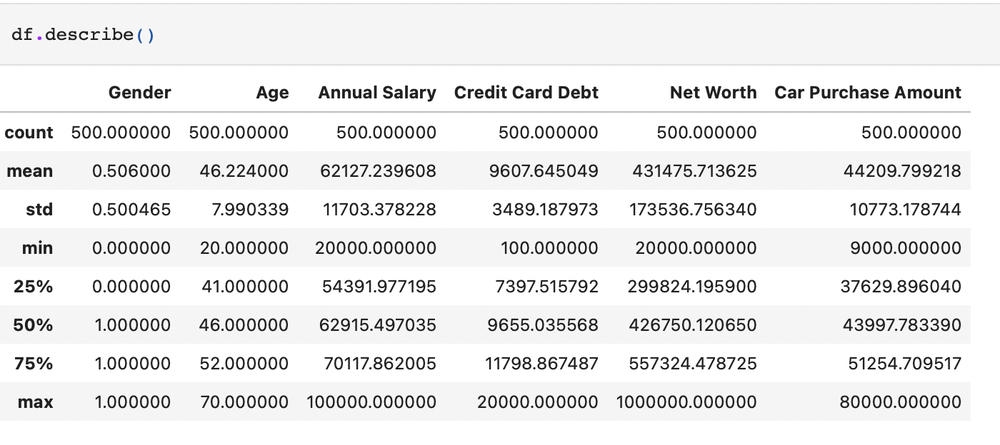 df.describe()
Gender Age Annual Salary Credit Card Debt Net Worth Car Purchase Amount
count 500.000000 500.000000 500.000000 500.000000 500.000000 500.000000
mean 0.506000 46.224000 62127.239608 9607.645049 431475.713625 44209.799218
std 0.500465 7.990339 11703.378228 3489.187973 173536.756340 10773.178744
min 0.000000 20.000000 20000.000000 100.000000 20000.000000 9000.000000
25% 0.000000 41.000000 54391.977195 7397.515792 299824.195900 37629.896040
50% 1.000000 46.000000 62915.497035 9655.035568 426750.120650 43997.783390
75% 1.000000 52.000000 70117.862005 11798.867487 557324.478725 51254.709517
max 1.000000 70.000000 100000.000000 20000.000000 1000000.000000 80000.000000